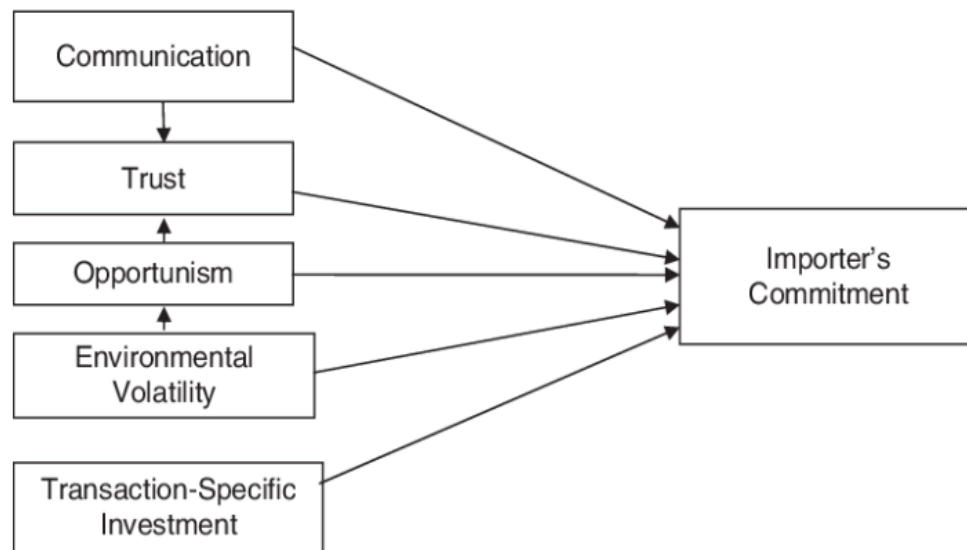 Communication
Trust
Opportunism
Environmental
Volatility
Transaction-Specific
Investment
Importer’s
Commitment